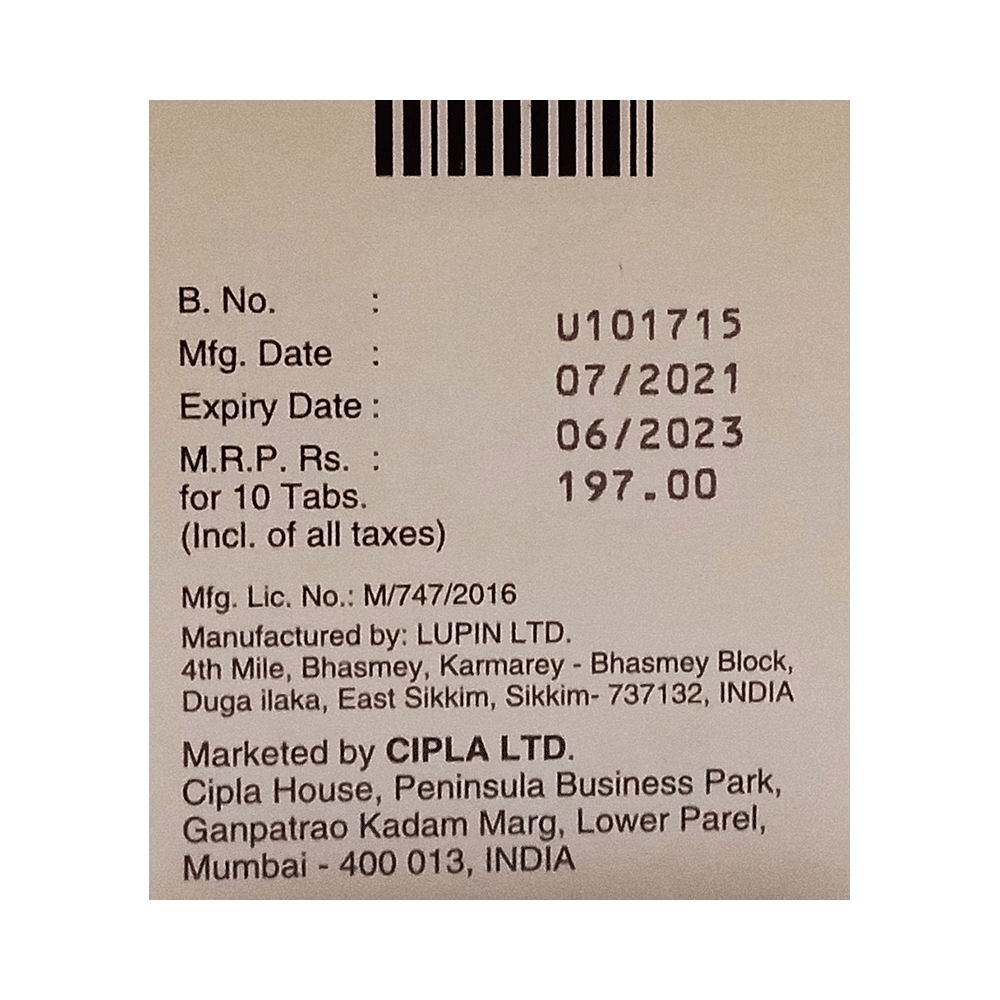 B. No. : U101715
Mfg. Date : 07/2021
Expiry Date : 06/2023
M.R.P. Rs. : 197.00
for 10 Tabs.
(Incl. of all taxes)
Mfg. Lic. No.: M/747/2016
Manufactured by: LUPIN LTD.
4th Mile, Bhasmey, Karmarey - Bhasmey Block,
Duga ilaka, East Sikkim, Sikkim- 737132, INDIA
Marketed by CIPLA LTD.
Cipla House, Peninsula Business Park,
Ganpatrao Kadam Marg, Lower Parel,
Mumbai - 400 013, INDIA